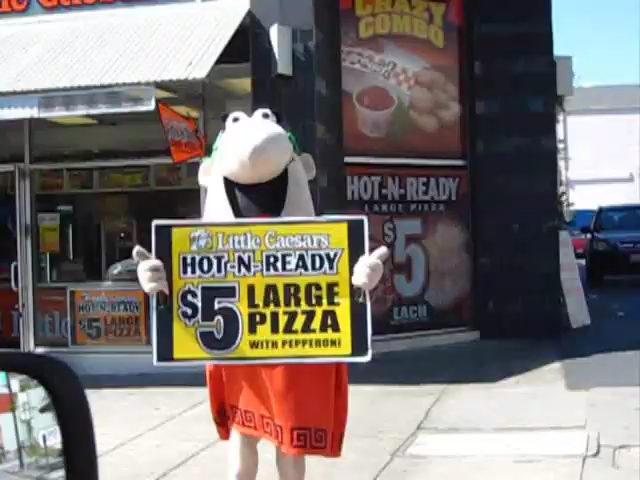 CRAZY
COMBO
HOT-N-READY
LARGE PIZZA
$5
EACH
Little Caesars
HOT-N-READY
$5 LARGE
PIZZA
WITH PEPPERONI
HOT-N-READY
$5 LARGE
PIZZA